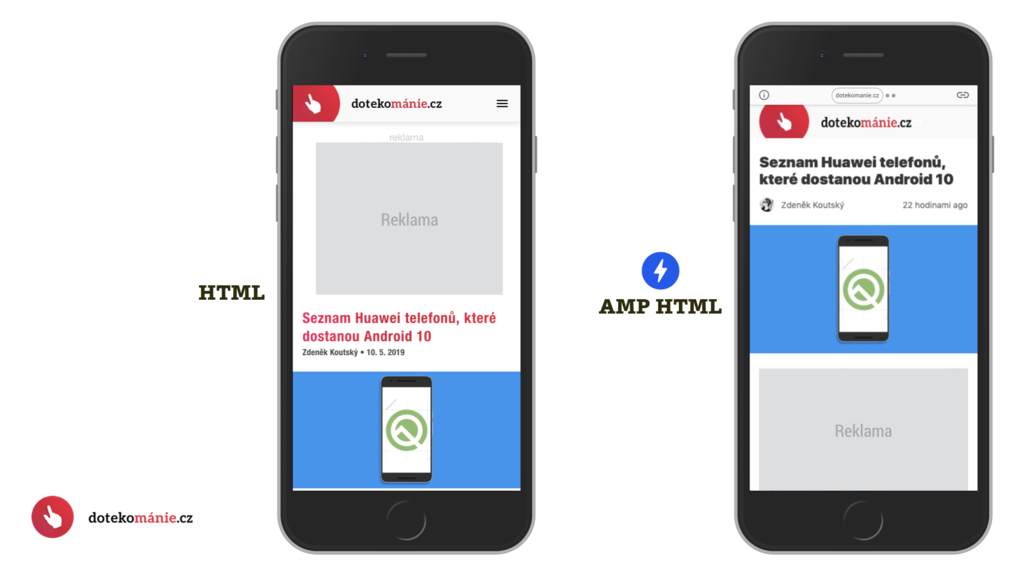 HTML
dotekománie.cz
reklama
Reklama
Seznam Huawei telefonů, které
dostanou Android 10
Zdeněk Koutský • 10. 5. 2019
AMP HTML
dotekomanie.cz
dotekománie.cz
Seznam Huawei telefonů,
které dostanou Android 10
Zdeněk Koutský 22 hodinami ago
Reklama
dotekománie.cz